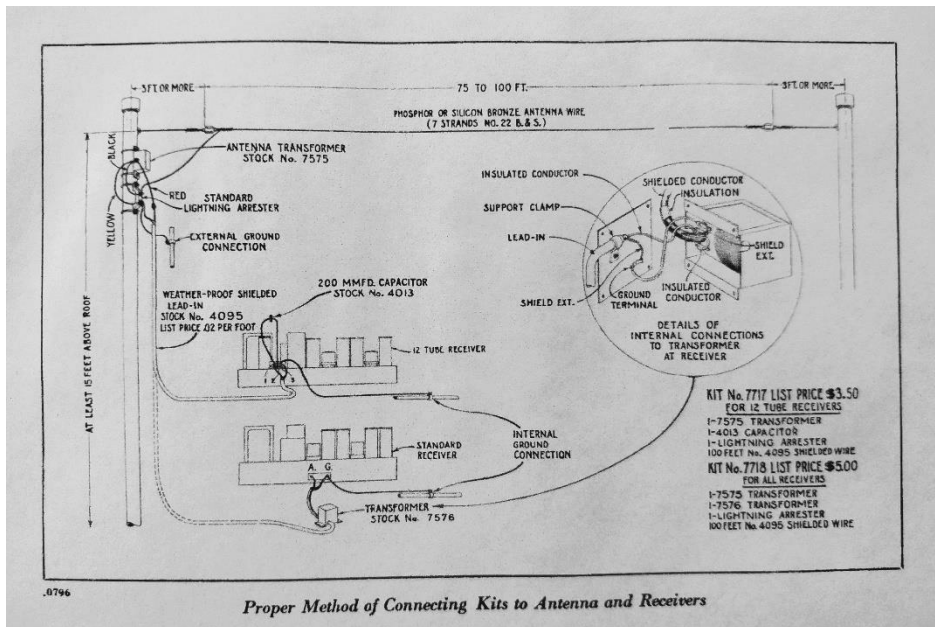 3FT. OR MORE
75 TO 100 FT.
3FT. OR MORE
PHOSPHOR OR SILICON BRONZE ANTENNA WIRE
(7 STRANDS NO. 22 B.& S.)
BLACK
ANTENNA TRANSFORMER
STOCK No. 7575
RED
STANDARD
LIGHTNING ARRESTER
YELLOW
EXTERNAL GROUND
CONNECTION
INSULATED CONDUCTOR
SHIELDED CONDUCTOR
INSULATION
SUPPORT CLAMP
LEAD-IN
SHIELD
EXT.
SHIELD EXT.
GROUND
TERMINAL
INSULATED
CONDUCTOR
DETAILS OF
INTERNAL CONNECTIONS
TO TRANSFORMER
AT RECEIVER
AT LEAST 15 FEET ABOVE ROOF
WEATHER-PROOF SHIELDED
LEAD-IN
STOCK No. 4095
LIST PRICE .02 PER FOOT
200 MMFD. CAPACITOR
STOCK No. 4013
12 TUBE RECEIVER
1 2 3
INTERNAL
GROUND
CONNECTION
STANDARD
RECEIVER
A. G.
TRANSFORMER
STOCK No. 7576
KIT No. 7717 LIST PRICE $3.50
FOR 12 TUBE RECEIVERS
1-7575 TRANSFORMER
1-4013 CAPACITOR
1-LIGHTNING ARRESTER
100 FEET No. 4095 SHIELDED WIRE
KIT No. 7718 LIST PRICE $5.00
FOR ALL RECEIVERS
1-7575 TRANSFORMER
1-7576 TRANSFORMER
1-LIGHTNING ARRESTER
100 FEET No. 4095 SHIELDED WIRE
.0796
Proper Method of Connecting Kits to Antenna and Receivers